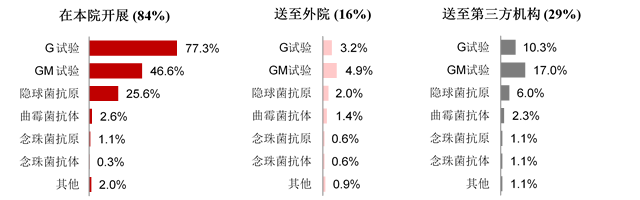 在本院开展 (84%)
G 试验 77.3%
GM 试验 46.6%
隐球菌抗原 25.6%
曲霉菌抗体 2.6%
念珠菌抗原 1.1%
念珠菌抗体 0.3%
其他 2.0%
送至外院 (16%)
G试验 3.2%
GM试验 4.9%
隐球菌抗原 2.0%
曲霉菌抗体 1.4%
念珠菌抗原 0.6%
念珠菌抗体 0.6%
其他 0.9%
送至第三方机构 (29%)
G试验 10.3%
GM试验 17.0%
隐球菌抗原 6.0%
曲霉菌抗体 2.3%
念珠菌抗原 1.1%
念珠菌抗体 1.1%
其他 1.1%